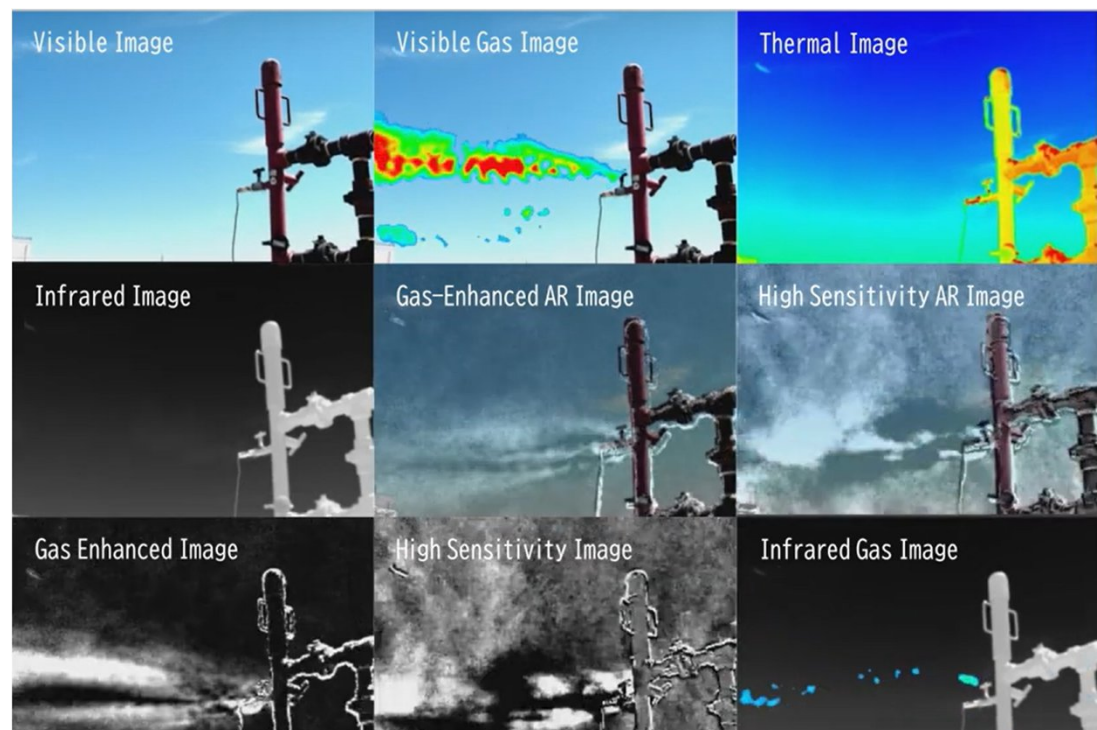 Visible Image
Visible Gas Image
Thermal Image
Infrared Image
Gas-Enhanced AR Image
High Sensitivity AR Image
Gas Enhanced Image
High Sensitivity Image
Infrared Gas Image